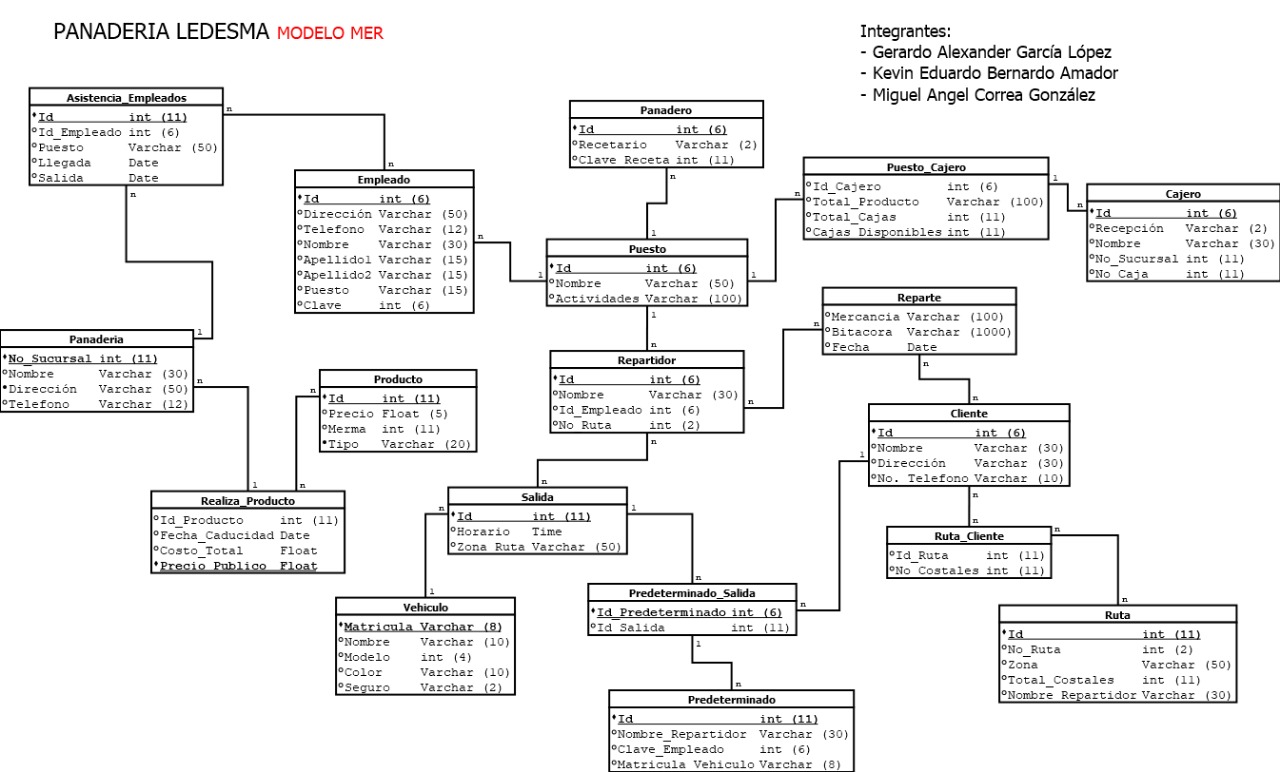 PANADERIA LEDESMA MODELO MER
Integrantes:
- Gerardo Alexander García López
- Kevin Eduardo Bernardo Amador
- Miguel Angel Correa González
Asistencia_Empleados
Id int (11)
Id_Empleado int (6)
Puesto Varchar (50)
Llegada Date
Salida Date
n
n
n
Empleado
Id int (6)
Dirección Varchar (50)
Telefono Varchar (12)
Nombre Varchar (30)
Apellido1 Varchar (15)
Apellido2 Varchar (15)
Puesto Varchar (15)
Clave int (6)
n
1
Panadero
Id int (6)
Recetario Varchar (2)
Clave Receta int (11)
n
1
Puesto
Id int (6)
Nombre Varchar (50)
Actividades Varchar (100)
1
n
1
n
Puesto_Cajero
Id_Cajero int (6)
Total_Producto Varchar (100)
Total_Cajas int (11)
Cajas Disponibles int (11)
1
n
Cajero
Id int (6)
Recepción Varchar (2)
Nombre Varchar (30)
No_Sucursal int (11)
No Caja int (11)
Reparte
Mercancia Varchar (100)
Bitacora Varchar (1000)
Fecha Date
n
n
n
n
Repartidor
Id int (6)
Nombre Varchar (30)
Id_Empleado int (6)
No Ruta int (2)
n
n
1
Panaderia
No_Sucursal int (11)
Nombre Varchar (30)
Dirección Varchar (50)
Telefono Varchar (12)
n
1
Producto
Id int (11)
Precio Float (5)
Merma int (11)
Tipo Varchar (20)
n
n
Realiza_Producto
Id_Producto int (11)
Fecha_Caducidad Date
Costo_Total Float
Precio Publico Float
Cliente
Id int (6)
Nombre Varchar (30)
Dirección Varchar (30)
No. Telefono Varchar (10)
1
n
n
n
Salida
Id int (11)
Horario Time
Zona Ruta Varchar (50)
n
1
1
n
Ruta_Cliente
Id_Ruta int (11)
No Costales int (11)
n
n
Vehiculo
Matricula Varchar (8)
Nombre Varchar (10)
Modelo int (4)
Color Varchar (10)
Seguro Varchar (2)
Predeterminado_Salida
Id_Predeterminado int (6)
Id Salida int (11)
1
n
Ruta
Id int (11)
No_Ruta int (2)
Zona Varchar (50)
Total_Costales int (11)
Nombre Repartidor Varchar (30)
Predeterminado
Id int (11)
Nombre_Repartidor Varchar (30)
Clave_Empleado int (6)
Matricula Vehiculo Varchar (8)